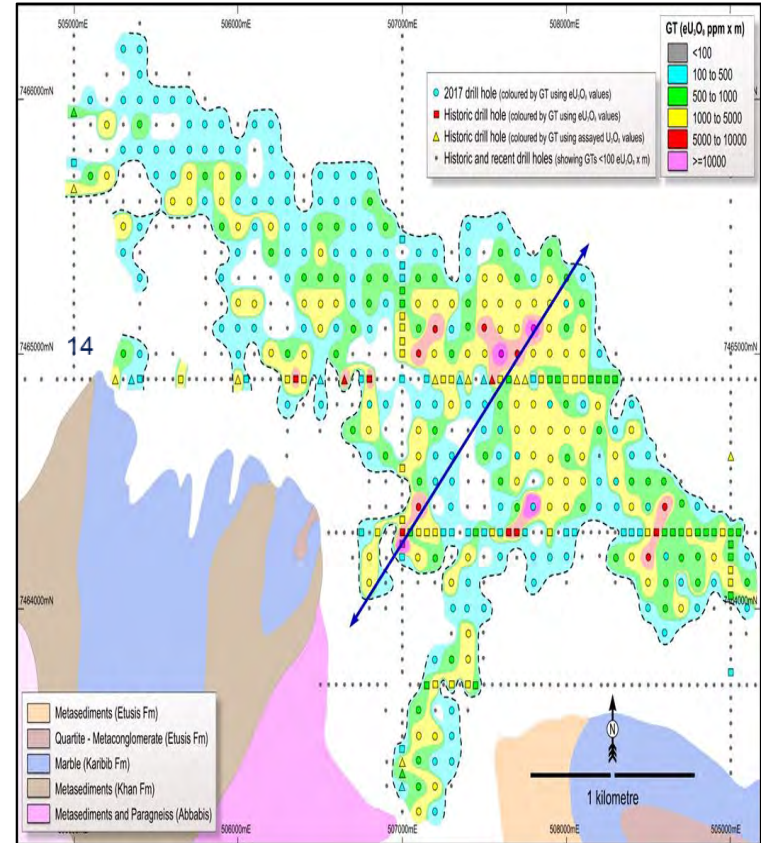 505000mE
506000mE
507000mE
508000mE
GT (eU₃O₈ ppm x m)
<100
100 to 500
500 to 1000
1000 to 5000
5000 to 10000
>=10000
2017 drill hole (coloured by GT using eU₃O₈ values)
Historic drill hole (coloured by GT using eU₃O₈ values)
Historic drill hole (coloured by GT using assayed U₃O₈ values)
Historic and recent drill holes (showing GTs <100 eU₃O₈ x m)
7466000mN
7465000mN
14
7464000mN
7464000mN
Metasediments (Etusis Fm)
Quartite - Metaconglomerate (Etusis Fm)
Marble (Karibib Fm)
Metasediments (Khan Fm)
Metasediments and Paragneiss (Abbabis)
N
1 kilometre
506000mE
507000mE
508000mE
505000mE